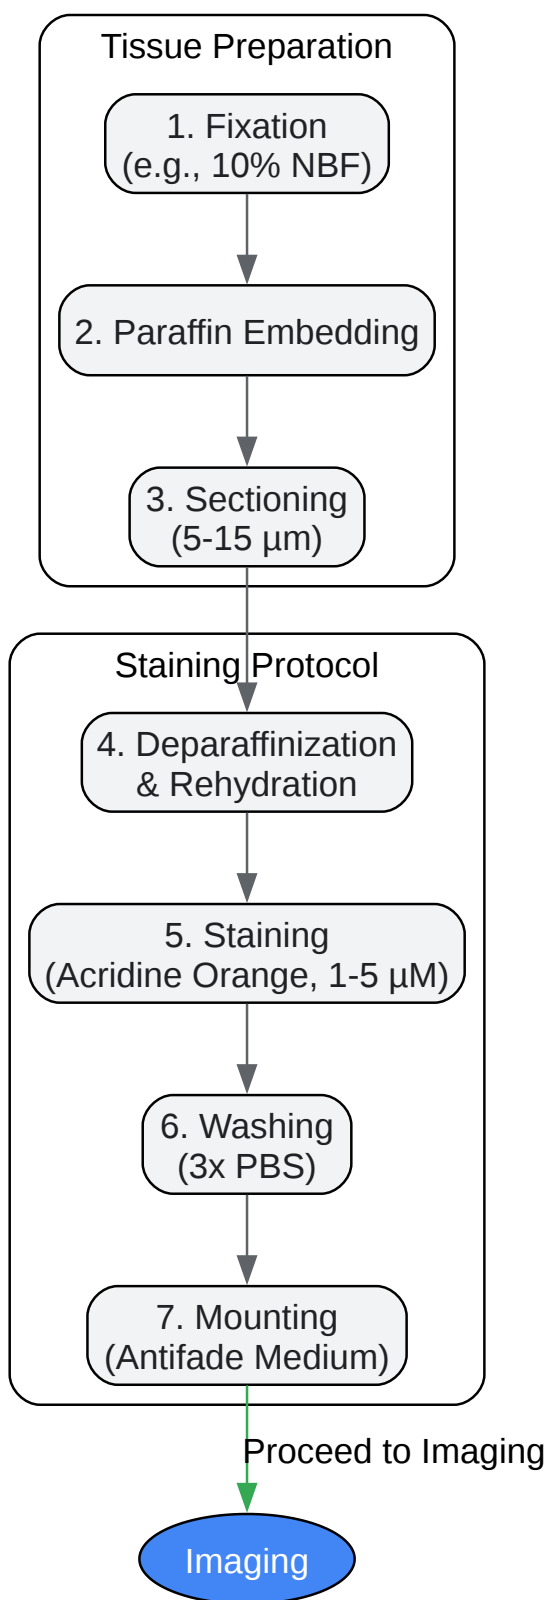 Tissue Preparation
1. Fixation
(e.g., 10% NBF)
2. Paraffin Embedding
3. Sectioning
(5-15 µm)
Staining Protocol
4. Deparaffinization
& Rehydration
5. Staining
(Acridine Orange, 1-5 µM)
6. Washing
(3x PBS)
7. Mounting
(Antifade Medium)
Proceed to Imaging
Imaging